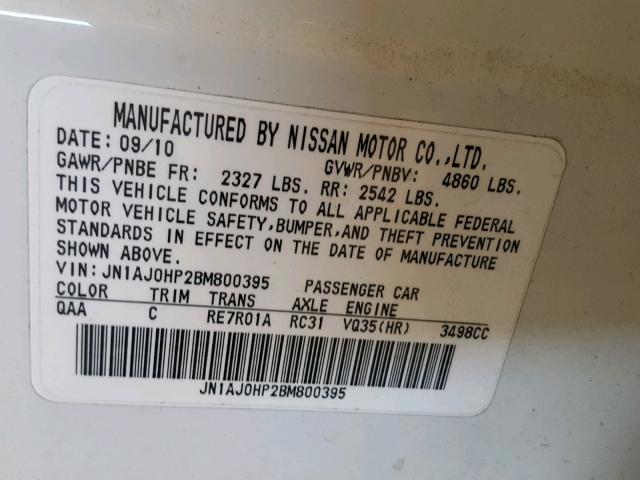 MANUFACTURED BY NISSAN MOTOR CO.,LTD.
DATE: 09/10 GVWR/PNBV: 4860 LBS.
GAWR/PNBE FR: 2327 LBS. RR: 2542 LBS.
THIS VEHICLE CONFORMS TO ALL APPLICABLE FEDERAL
MOTOR VEHICLE SAFETY,BUMPER,AND THEFT PREVENTION
STANDARDS IN EFFECT ON THE DATE OF MANUFACTURE
SHOWN ABOVE.
VIN:JN1AJ0HP2BM800395 PASSENGER CAR
COLOR TRIM TRANS AXLE ENGINE
QAA C RE7R01A RC31 VQ35(HR) 3498CC
JN1AJ0HP2BM800395